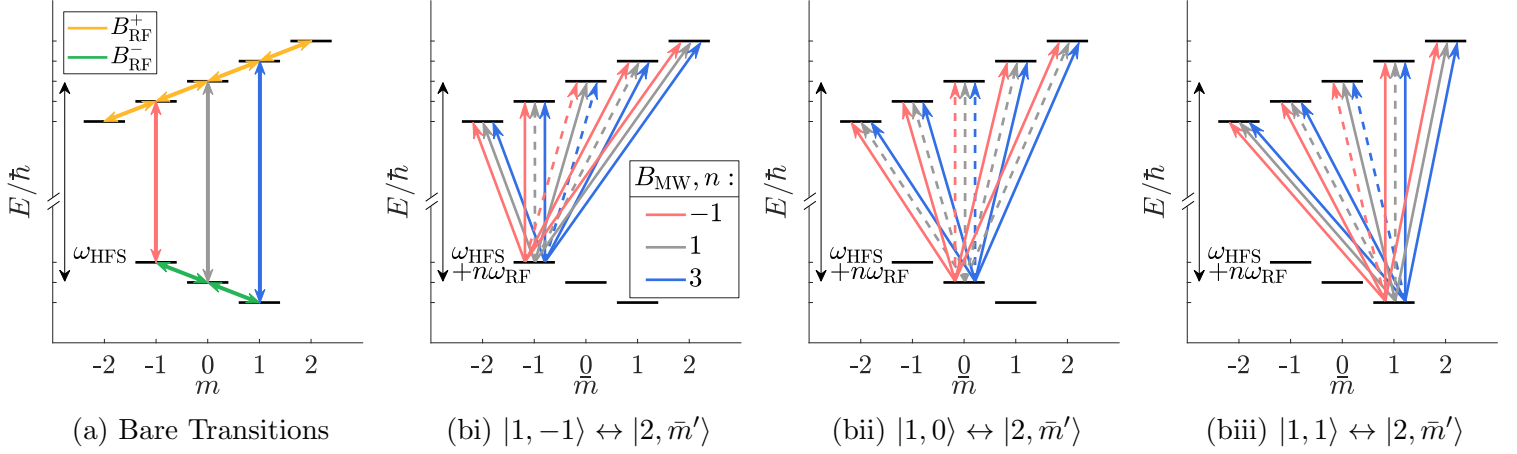 B⁺_RF
B⁻_RF
E/ħ
ω_HFS
-2 -1 0 1 2
m
(a) Bare Transitions
E/ħ
ω_HFS
+nω_RF
B_MW, n :
−1
1
3
-2 -1 0 1 2
m̄
(bi) |1, −1⟩ ↔ |2, m̄′⟩
E/ħ
ω_HFS
+nω_RF
-2 -1 0 1 2
m̄
(bii) |1, 0⟩ ↔ |2, m̄′⟩
E/ħ
ω_HFS
+nω_RF
-2 -1 0 1 2
m̄
(biii) |1, 1⟩ ↔ |2, m̄′⟩